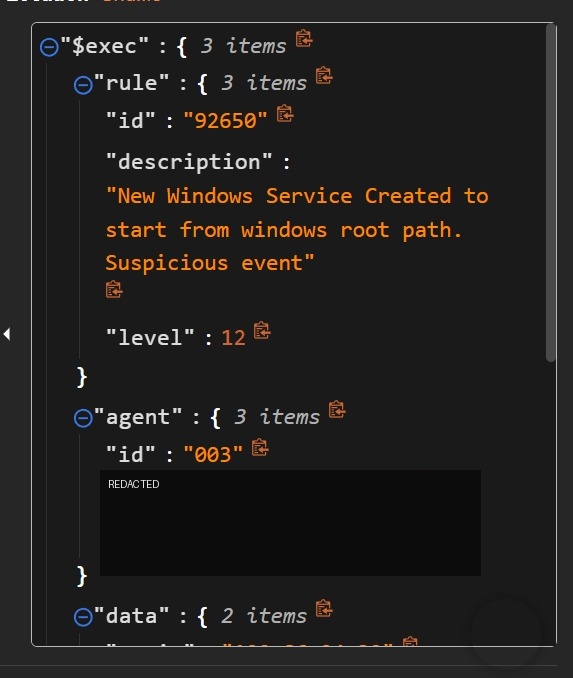 "$exec" : { 3 items
"rule" : { 3 items
"id" : "92650"
"description" :
"New Windows Service Created to
start from windows root path.
Suspicious event"
"level" : 12
}
"agent" : { 3 items
"id" : "003"
REDACTED
}
"data" : { 2 items